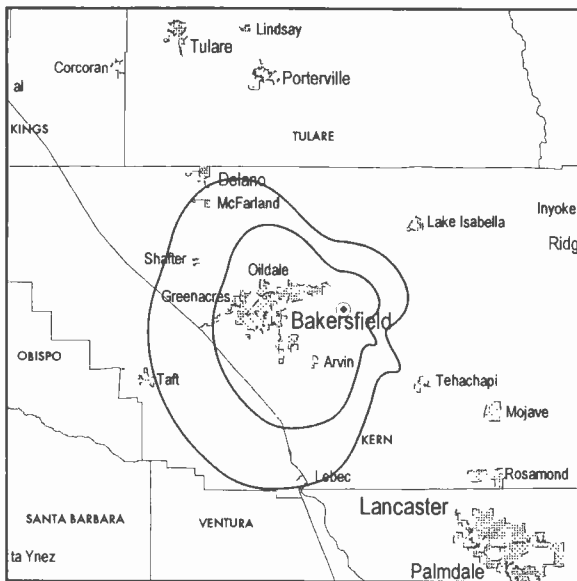 Lindsay
Tulare
Corcoran
Porterville
al
KINGS
TULARE
Delano
McFarland
Lake Isabella
Inyoke
Ridg
Shafter
Oildale
Greenacres
Bakersfield
OBISPO
Arvin
Taft
Tehachapi
Mojave
KERN
Lebec
Rosamond
Lancaster
SANTA BARBARA
VENTURA
ta Ynez
Palmdale